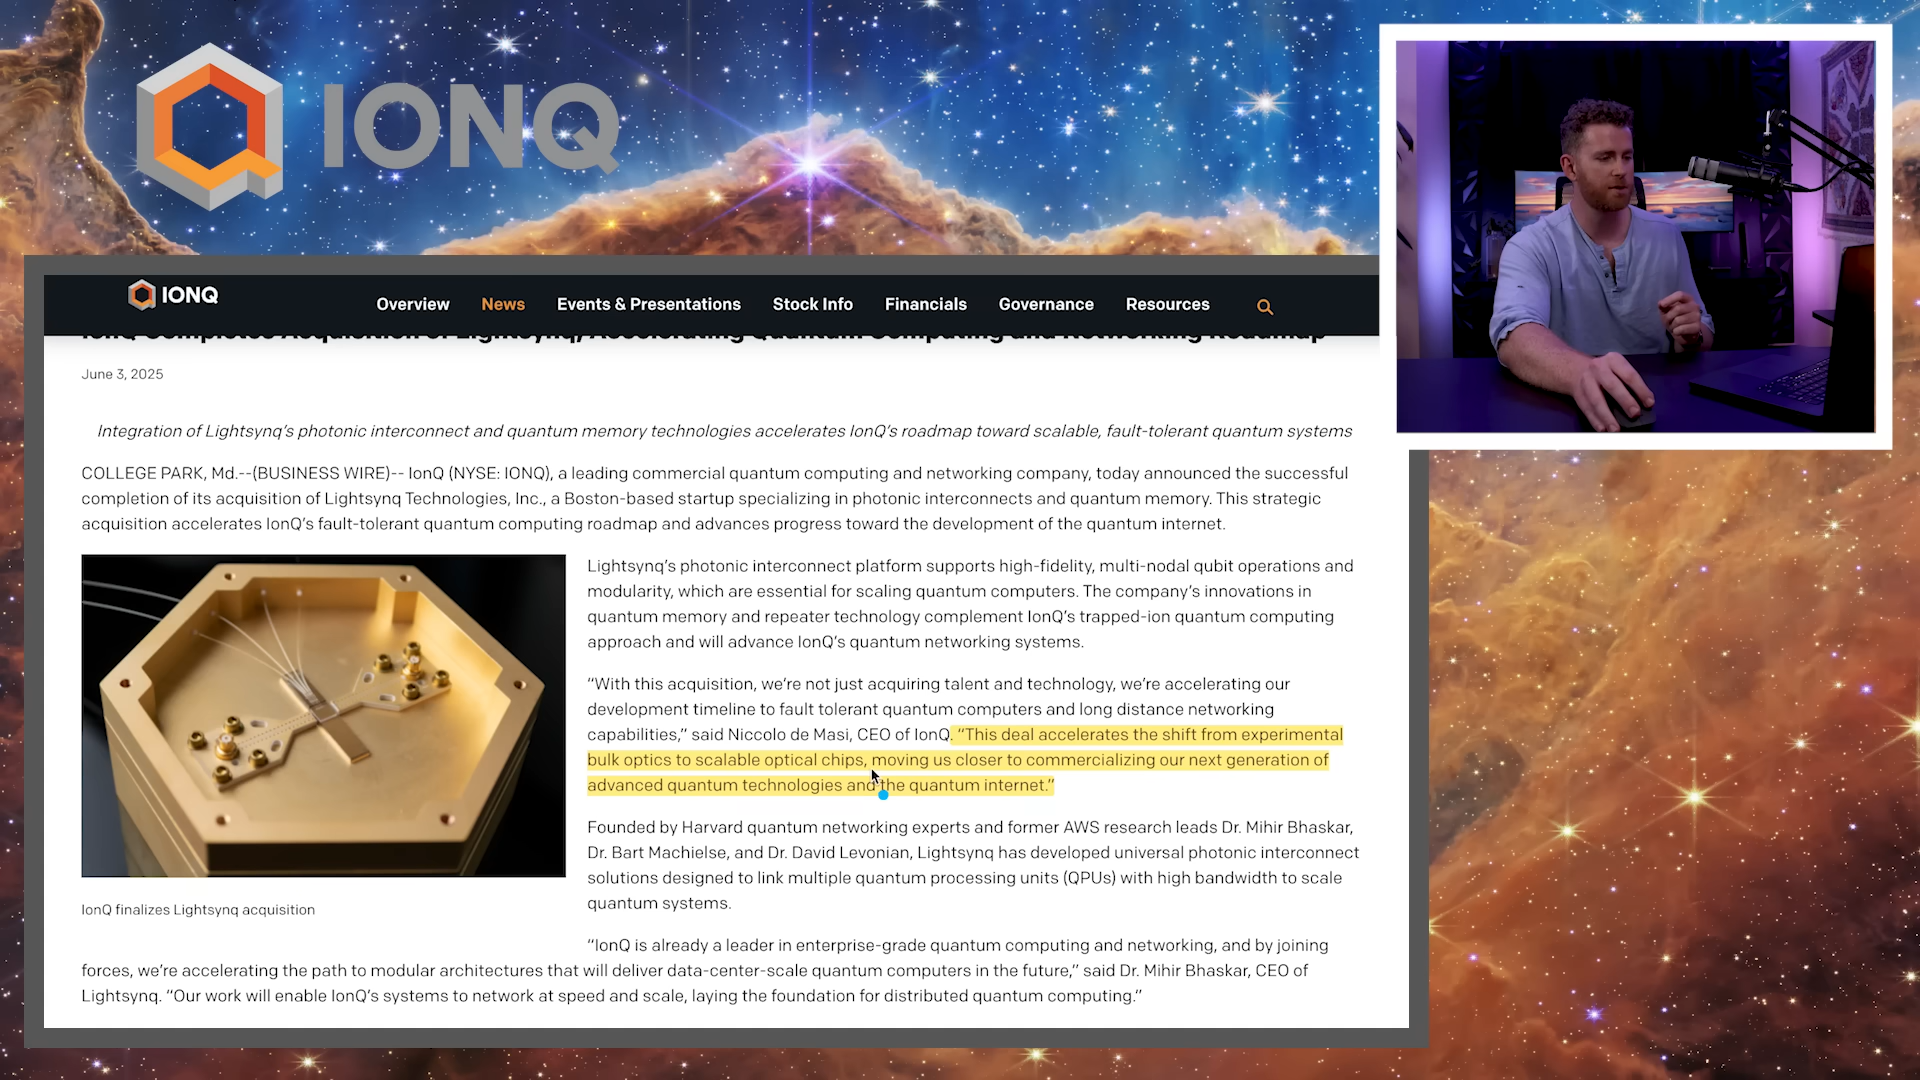 IONQ
IONQ
Overview News Events & Presentations Stock Info Financials Governance Resources
IonQ Completes Acquisition of Lightsynq, Accelerating Quantum Computing and Networking Roadmap
June 3, 2025
Integration of Lightsynq’s photonic interconnect and quantum memory technologies accelerates IonQ’s roadmap toward scalable, fault-tolerant quantum systems
COLLEGE PARK, Md.--(BUSINESS WIRE)-- IonQ (NYSE: IONQ), a leading commercial quantum computing and networking company, today announced the successful
completion of its acquisition of Lightsynq Technologies, Inc., a Boston-based startup specializing in photonic interconnects and quantum memory. This strategic
acquisition accelerates IonQ’s fault-tolerant quantum computing roadmap and advances progress toward the development of the quantum internet.
Lightsynq’s photonic interconnect platform supports high-fidelity, multi-nodal qubit operations and
modularity, which are essential for scaling quantum computers. The company’s innovations in
quantum memory and repeater technology complement IonQ’s trapped-ion quantum computing
approach and will advance IonQ’s quantum networking systems.
“With this acquisition, we’re not just acquiring talent and technology, we’re accelerating our
development timeline to fault tolerant quantum computers and long distance networking
capabilities,” said Niccolo de Masi, CEO of IonQ. “This deal accelerates the shift from experimental
bulk optics to scalable optical chips, moving us closer to commercializing our next generation of
advanced quantum technologies and the quantum internet.”
Founded by Harvard quantum networking experts and former AWS research leads Dr. Mihir Bhaskar,
Dr. Bart Machielse, and Dr. David Levonian, Lightsynq has developed universal photonic interconnect
solutions designed to link multiple quantum processing units (QPUs) with high bandwidth to scale
quantum systems.
IonQ finalizes Lightsynq acquisition
“IonQ is already a leader in enterprise-grade quantum computing and networking, and by joining
forces, we’re accelerating the path to modular architectures that will deliver data-center-scale quantum computers in the future,” said Dr. Mihir Bhaskar, CEO of
Lightsynq. “Our work will enable IonQ’s systems to network at speed and scale, laying the foundation for distributed quantum computing.”